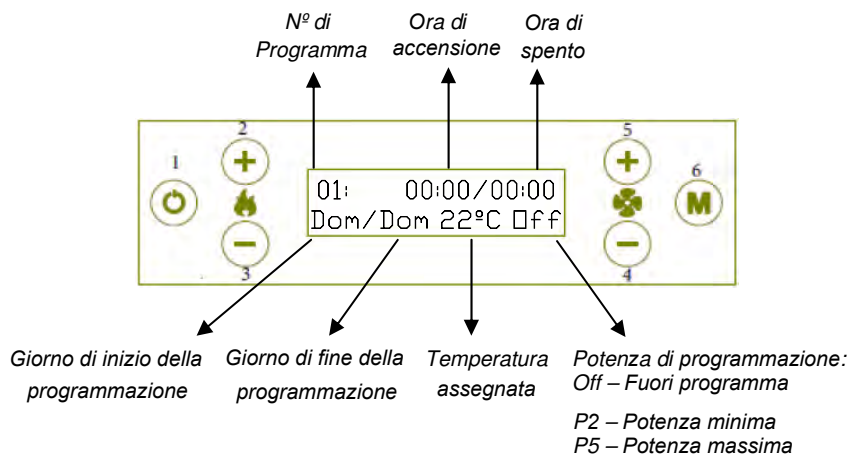 Nº di
Programma
Ora di
accensione
Ora di
spento
1
2
3
01: 00:00/00:00
Dom/Dom 22ºC Off
5
4
6
M
Giorno di inizio della
programmazione
Giorno di fine della
programmazione
Temperatura
assegnata
Potenza di programmazione:
Off – Fuori programma
P2 – Potenza minima
P5 – Potenza massima